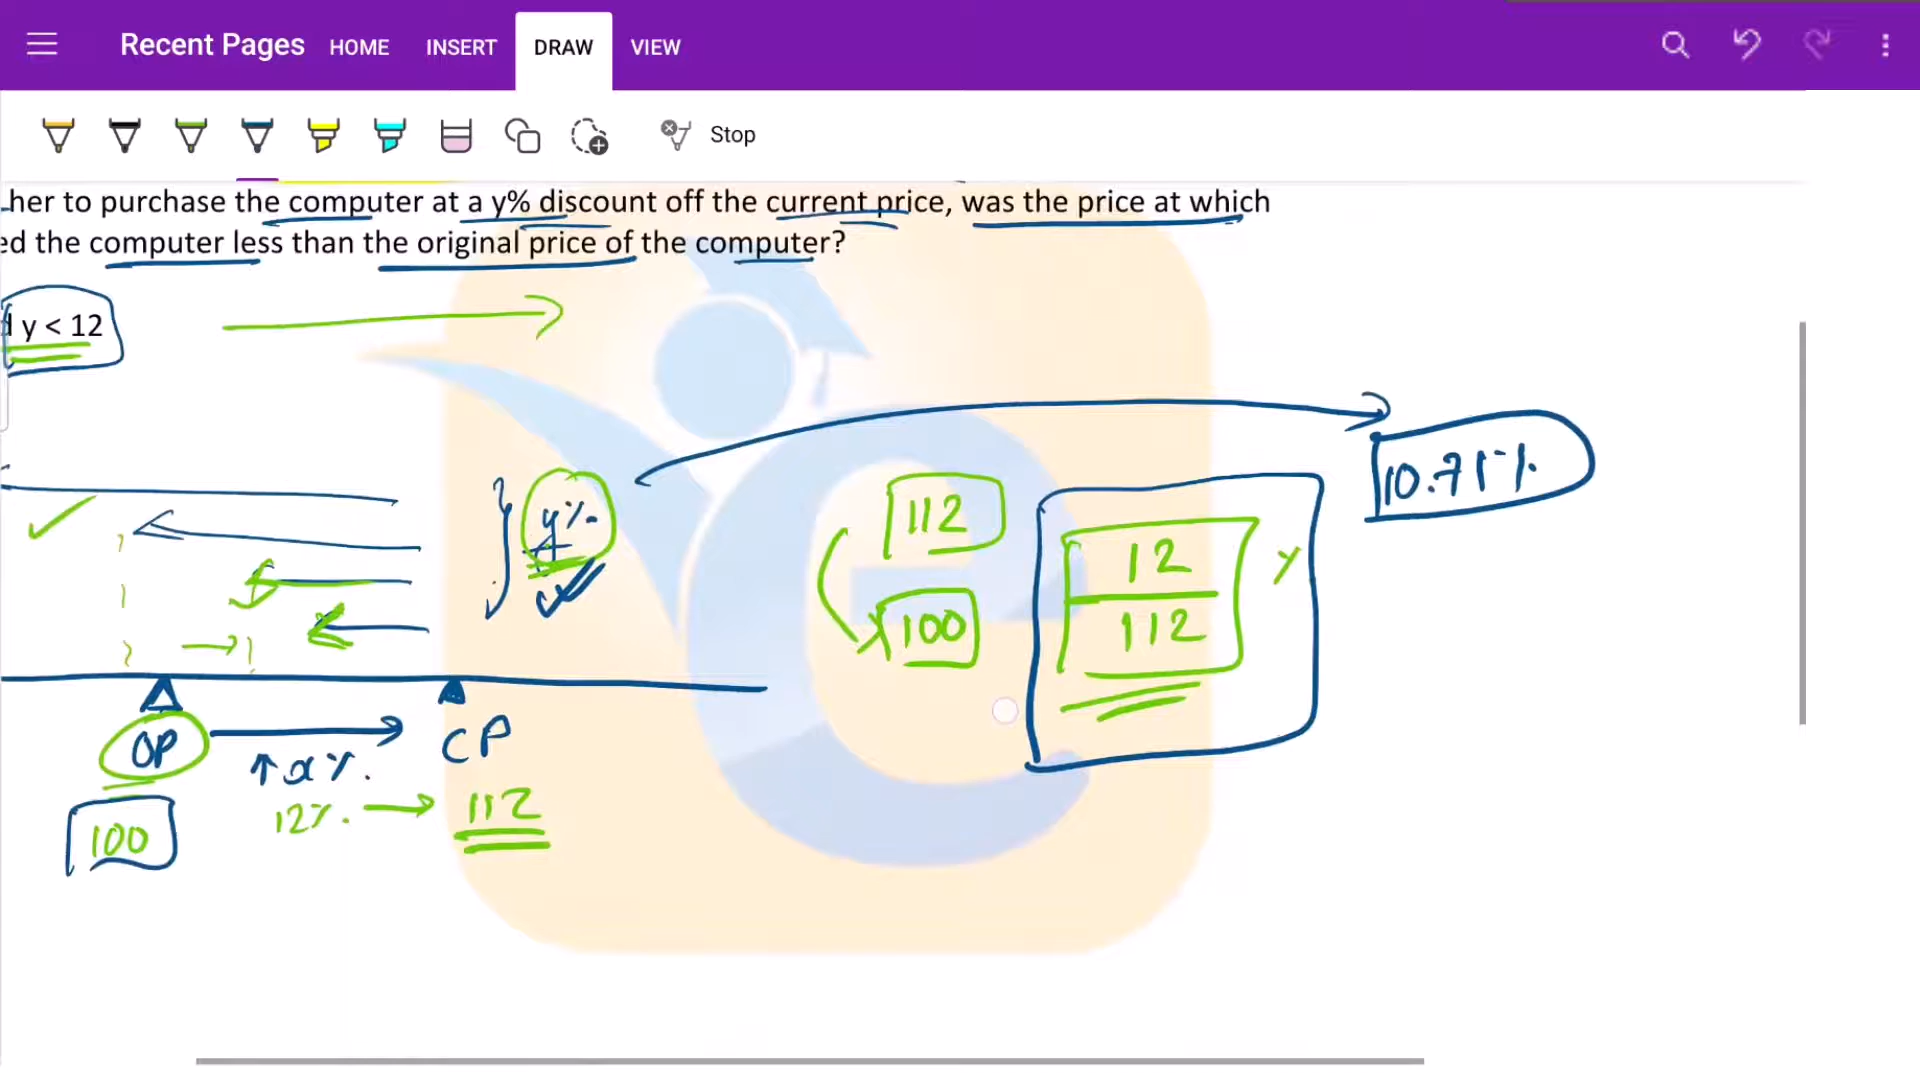 Recent Pages HOME INSERT DRAW VIEW
Stop
her to purchase the computer at a y% discount off the current price, was the price at which
ed the computer less than the original price of the computer?
d y < 12
10.71%
y%
112
12
y
112
100
OP
CP
↑ x%.
12%. → 112
100